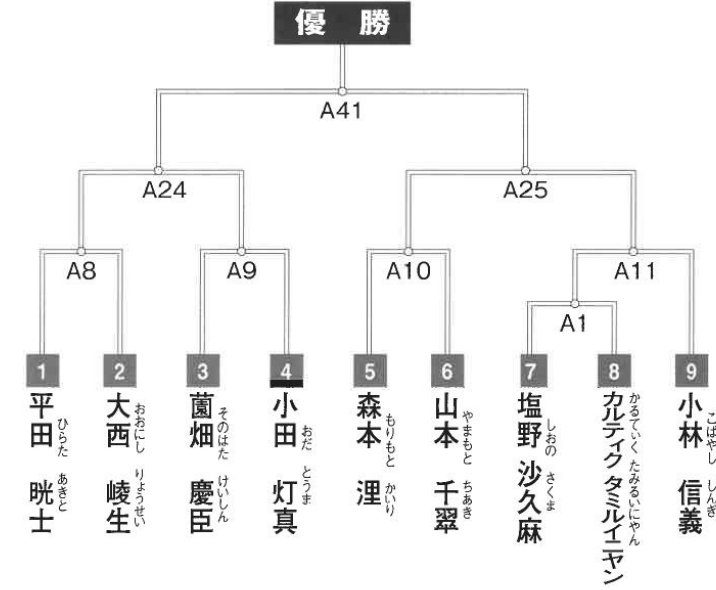 優 勝
A41
A24
A25
A8
A9
A10
A11
A1
1
2
3
4
5
6
7
8
9
平田 晄士
ひらた あきと
大西 崚生
おおにし りょうせい
薗畑 慶臣
そのはた けいしん
小田 灯真
おだ とうま
森本 浬
もりもと かいり
山本 千翠
やまもと ちあき
塩野 沙久麻
しおの さくま
カルティク タミルイニヤン
かるてぃく たみるいにやん
小林 信義
こばやし しんぎ